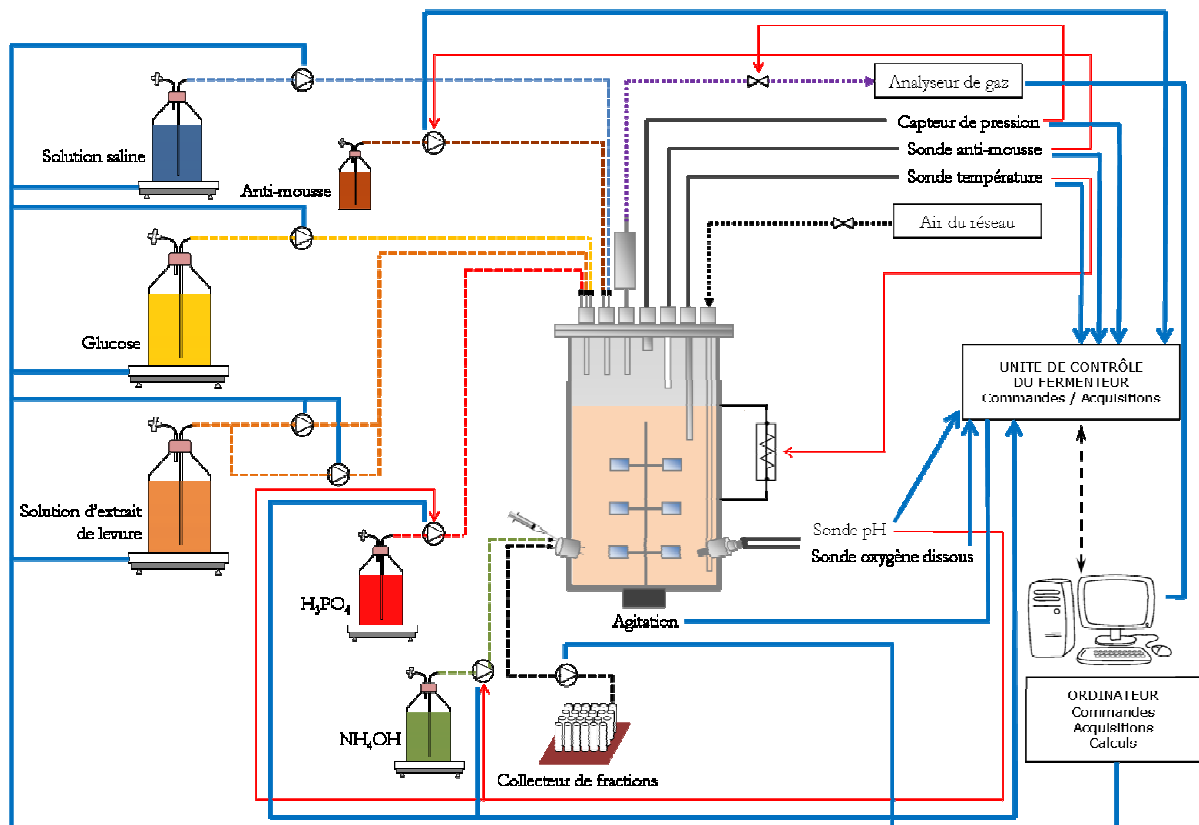 Analyseur de gaz
Capteur de pression
Sonde anti-mousse
Sonde température
Air du réseau
Solution saline
Anti-mousse
Glucose
Solution d'extrait
de levure
H₃PO₄
NH₄OH
UNITE DE CONTRÔLE
DU FERMENTEUR
Commandes / Acquisitions
Sonde pH
Sonde oxygène dissous
Agitation
Collecteur de fractions
ORDINATEUR
Commandes
Acquisitions
Calculs